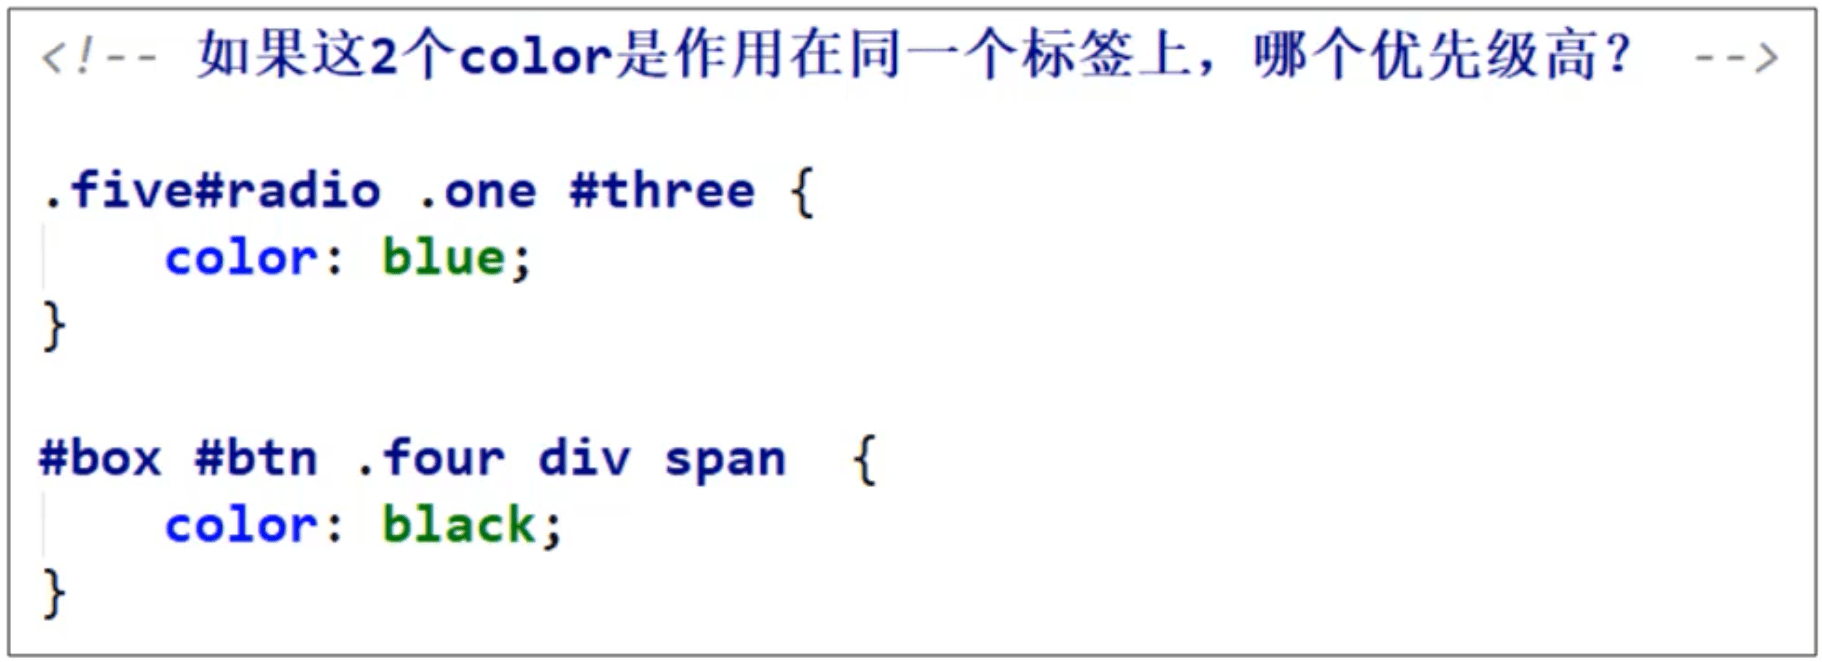 <!-- 如果这2个color是作用在同一个标签上，哪个优先级高？ -->
.five#radio .one #three {
color: blue;
}
#box #btn .four div span {
color: black;
}